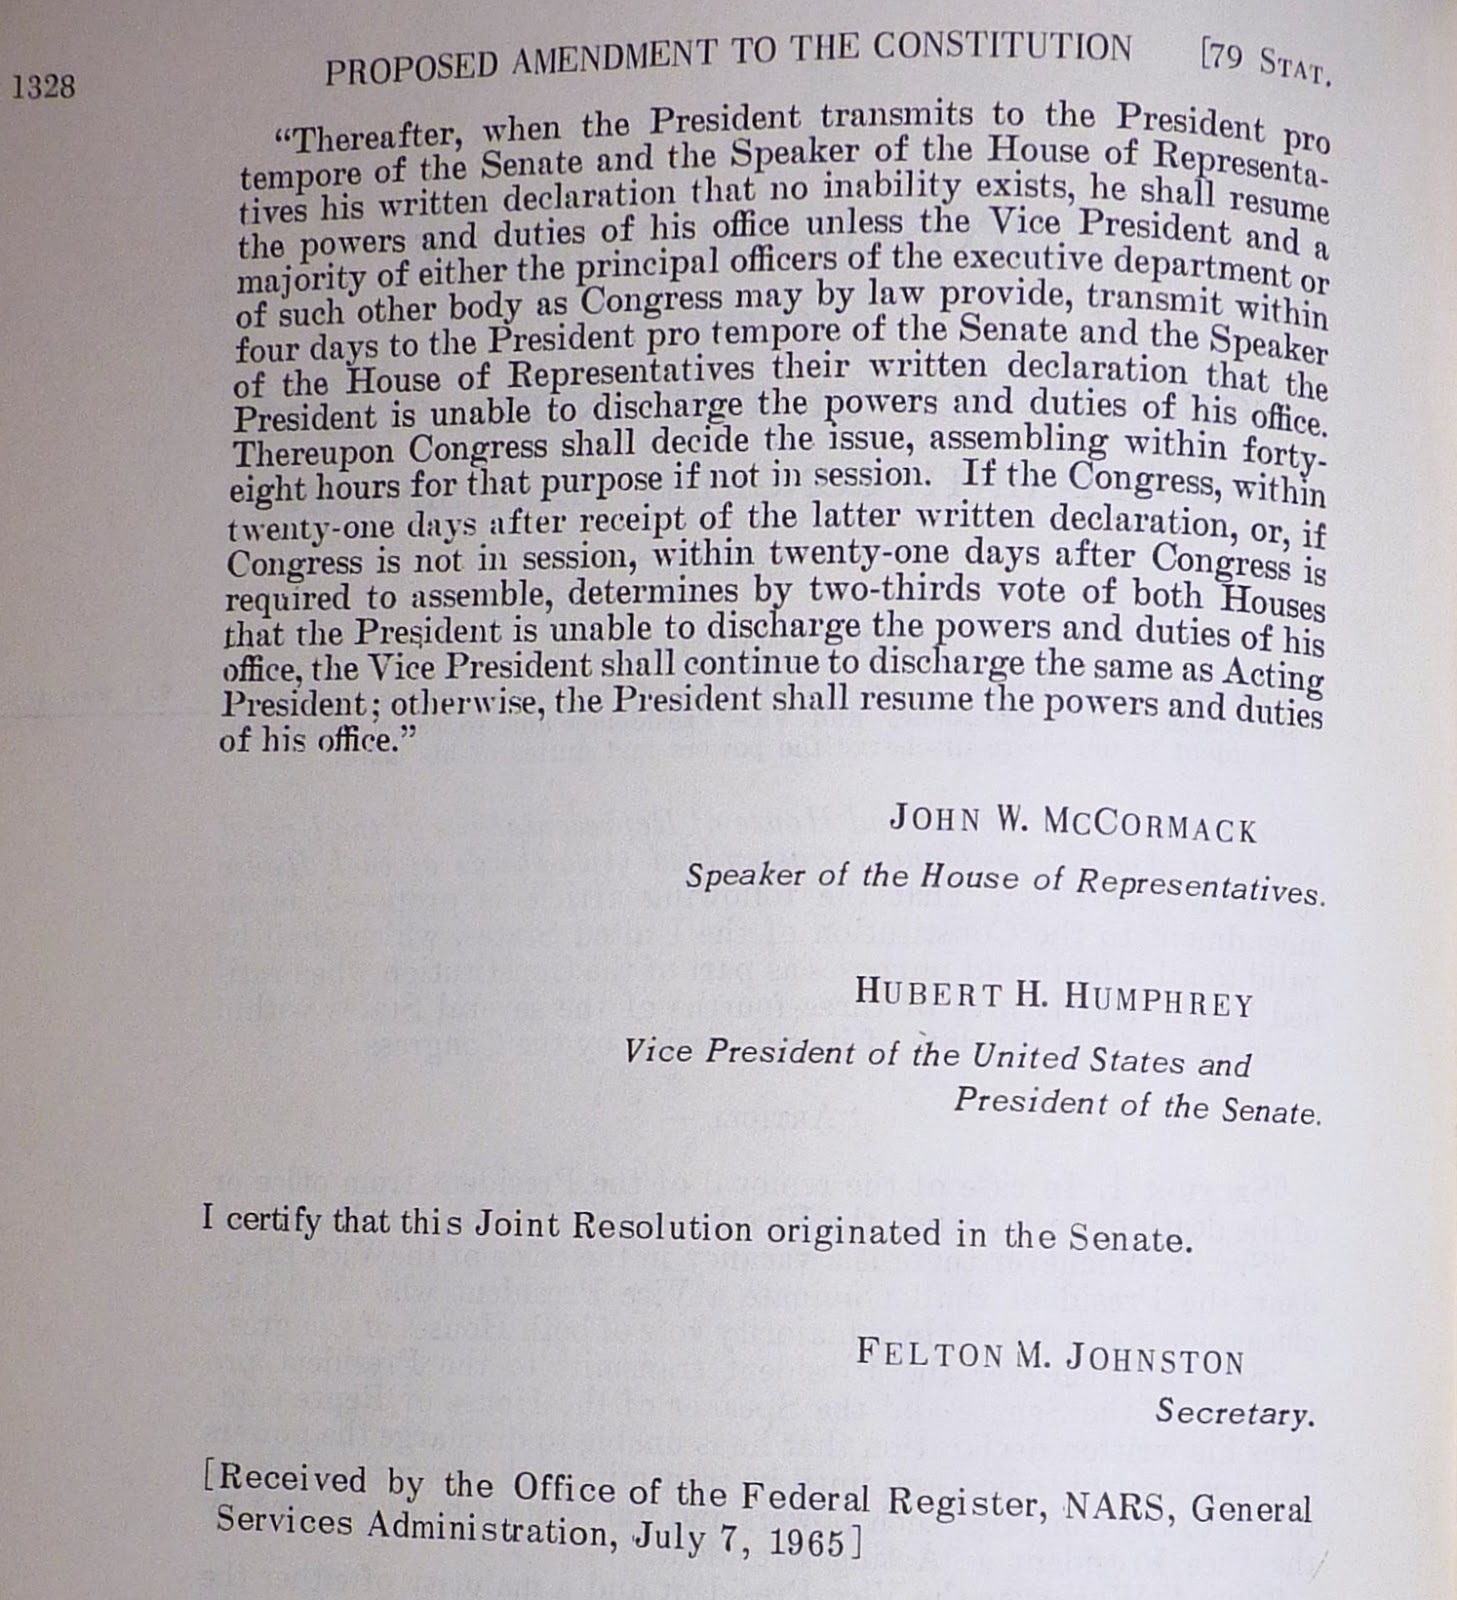 1328 PROPOSED AMENDMENT TO THE CONSTITUTION [79 STAT.
“Thereafter, when the President transmits to the President pro
tempore of the Senate and the Speaker of the House of Representa-
tives his written declaration that no inability exists, he shall resume
the powers and duties of his office unless the Vice President and a
majority of either the principal officers of the executive department or
of such other body as Congress may by law provide, transmit within
four days to the President pro tempore of the Senate and the Speaker
of the House of Representatives their written declaration that the
President is unable to discharge the powers and duties of his office.
Thereupon Congress shall decide the issue, assembling within forty-
eight hours for that purpose if not in session. If the Congress, within
twenty-one days after receipt of the latter written declaration, or, if
Congress is not in session, within twenty-one days after Congress is
required to assemble, determines by two-thirds vote of both Houses
that the President is unable to discharge the powers and duties of his
office, the Vice President shall continue to discharge the same as Acting
President; otherwise, the President shall resume the powers and duties
of his office.”
JOHN W. MCCORMACK
Speaker of the House of Representatives.
HUBERT H. HUMPHREY
Vice President of the United States and
President of the Senate.
I certify that this Joint Resolution originated in the Senate.
FELTON M. JOHNSTON
Secretary.
[Received by the Office of the Federal Register, NARS, General
Services Administration, July 7, 1965]